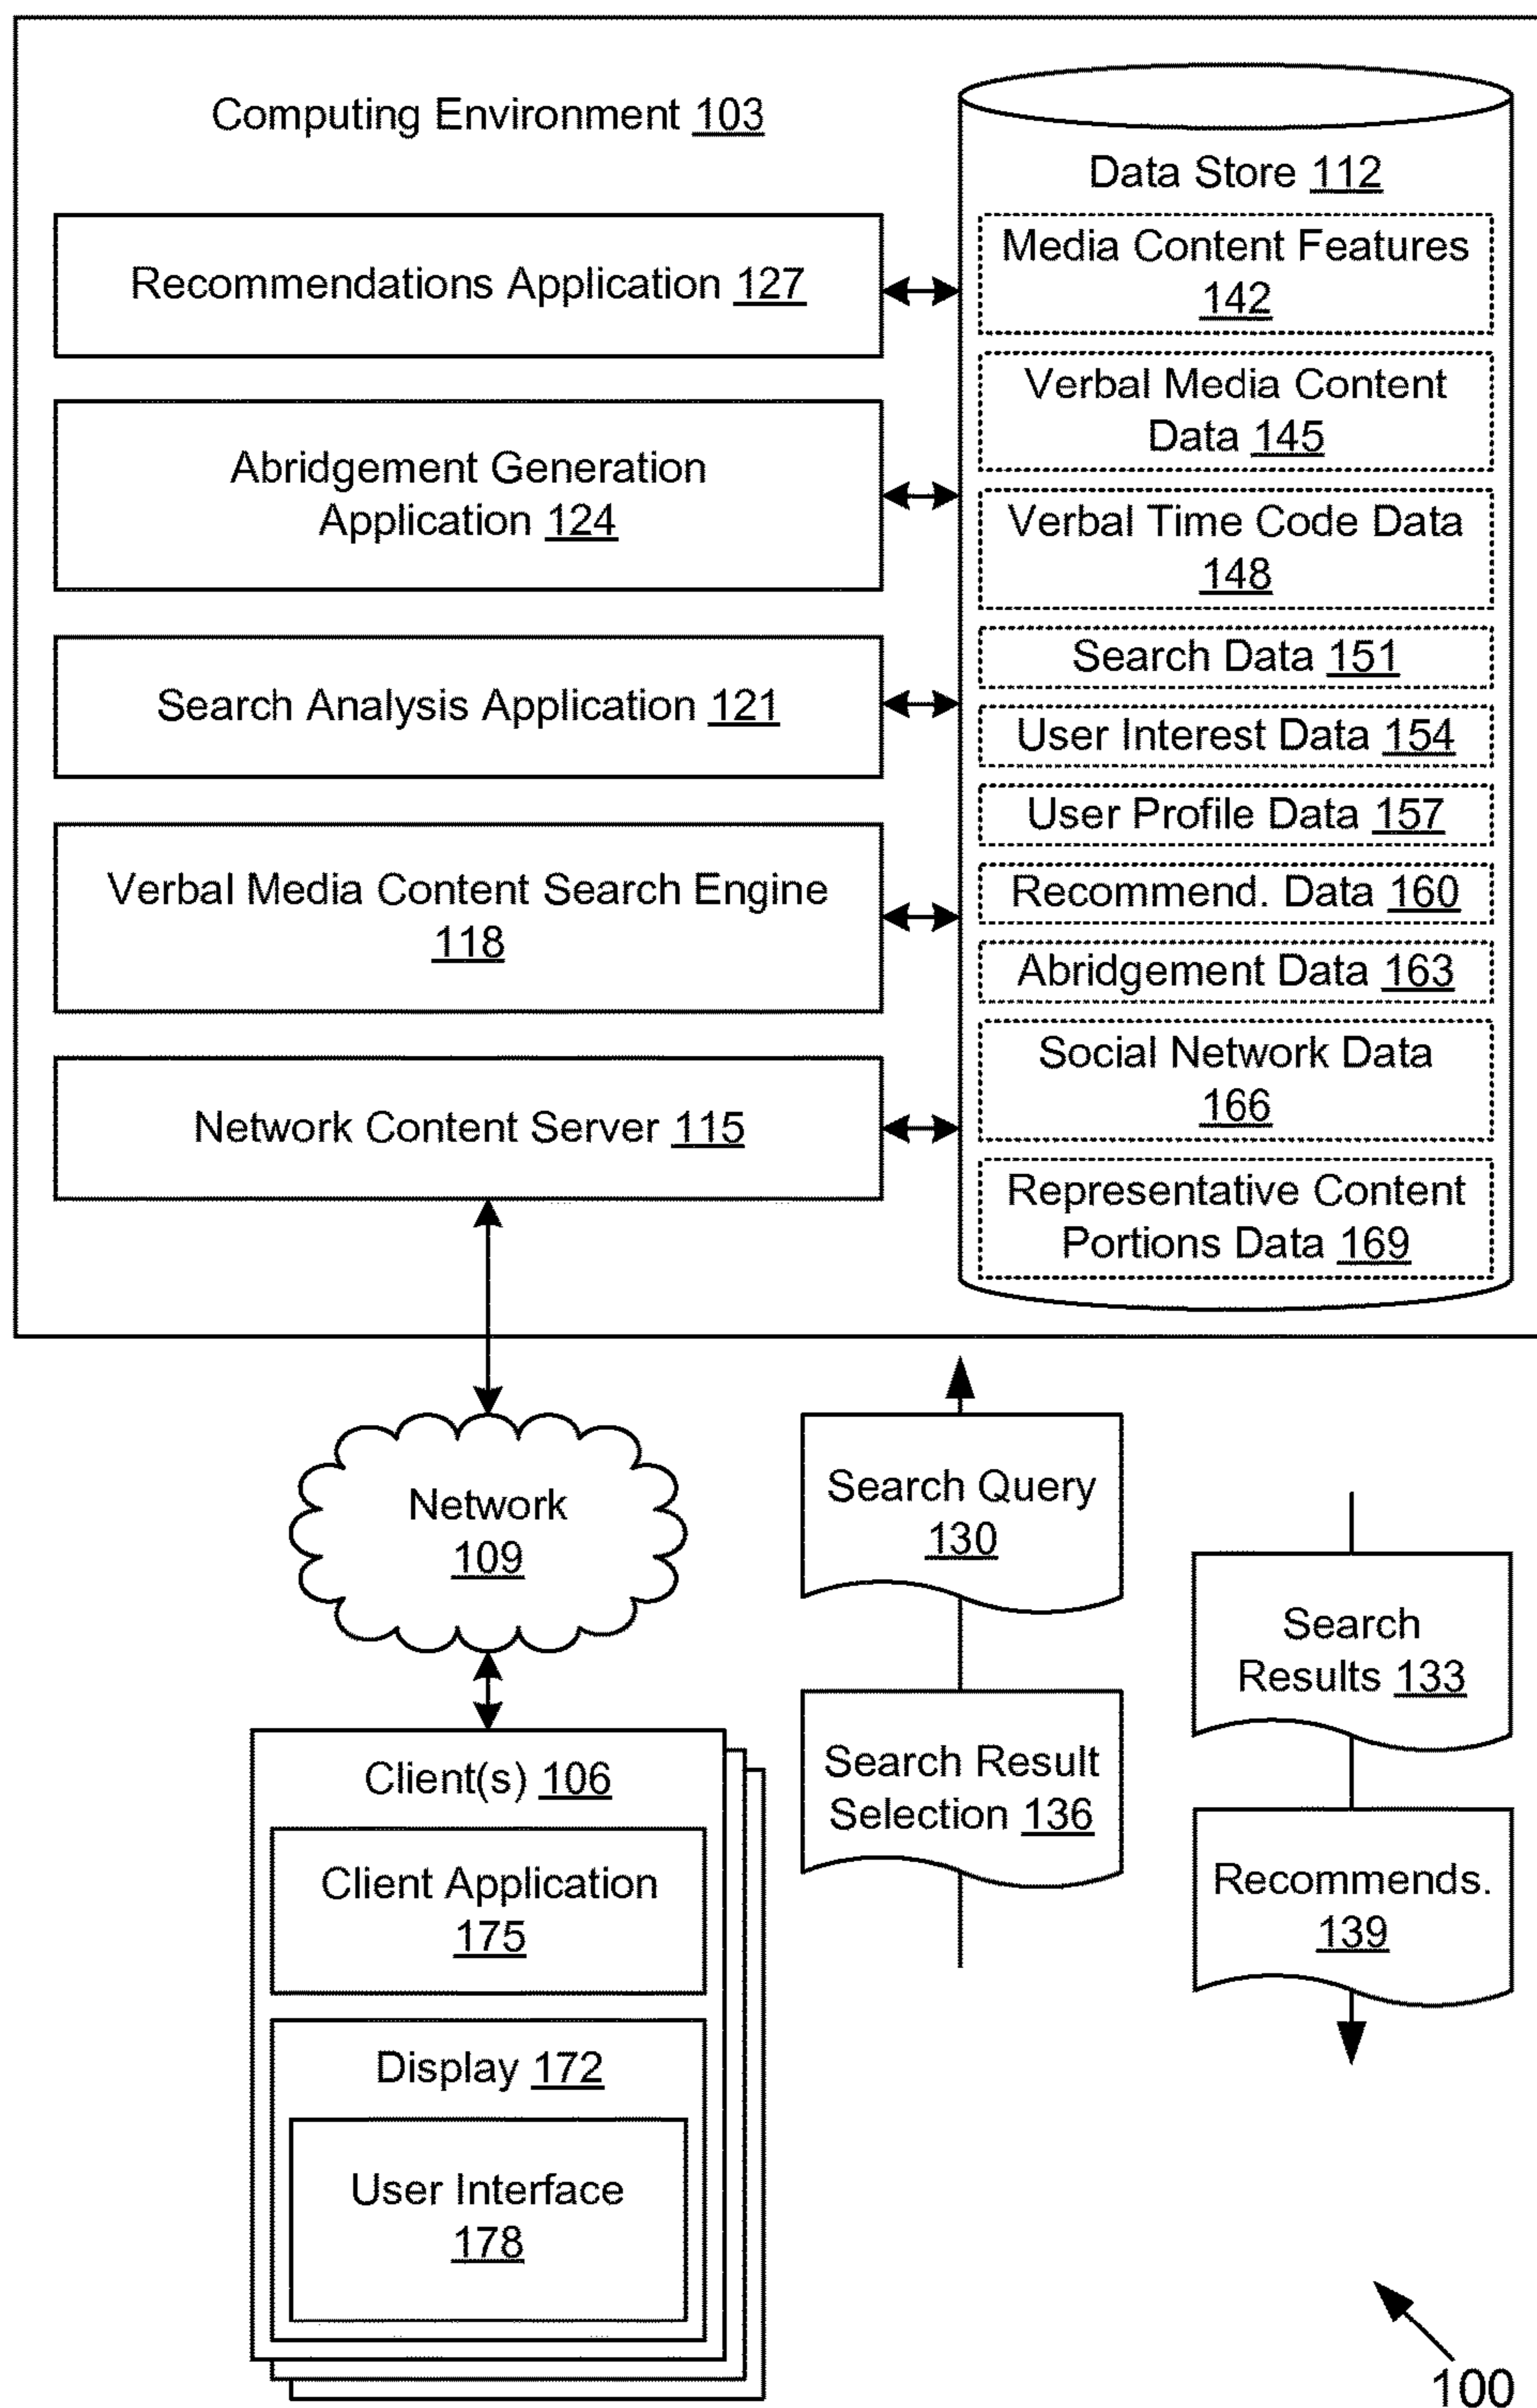 Computing Environment 103
Recommendations Application 127
Abridgement Generation
Application 124
Search Analysis Application 121
Verbal Media Content Search Engine
118
Network Content Server 115
Data Store 112
Media Content Features
142
Verbal Media Content
Data 145
Verbal Time Code Data
148
Search Data 151
User Interest Data 154
User Profile Data 157
Recommend. Data 160
Abridgement Data 163
Social Network Data
166
Representative Content
Portions Data 169
Network
109
Search Query
130
Search Result
Selection 136
Search
Results 133
Recommends.
139
Client(s) 106
Client Application
175
Display 172
User Interface
178
100